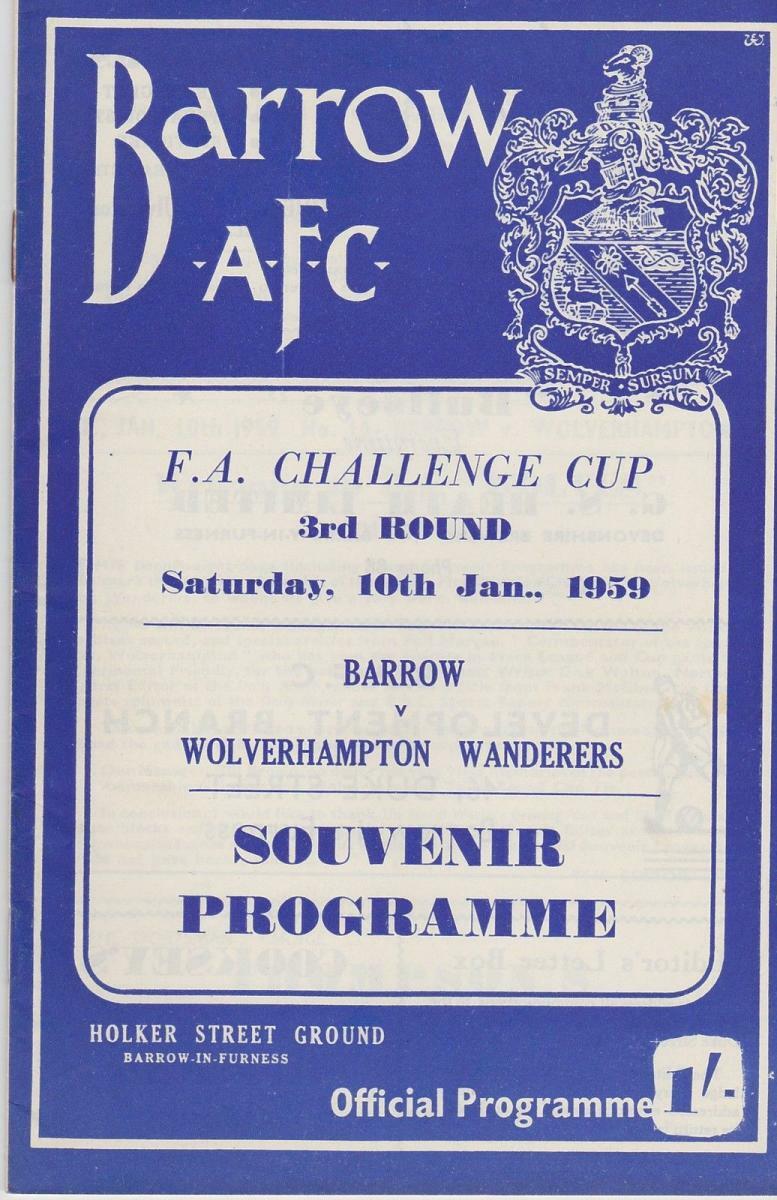 Barrow
A.F.C.
SEMPER · SURSUM
F.A. CHALLENGE CUP
3rd ROUND
Saturday, 10th Jan., 1959
BARROW
v
WOLVERHAMPTON WANDERERS
SOUVENIR
PROGRAMME
HOLKER STREET GROUND
BARROW-IN-FURNESS
Official Programme 1/-